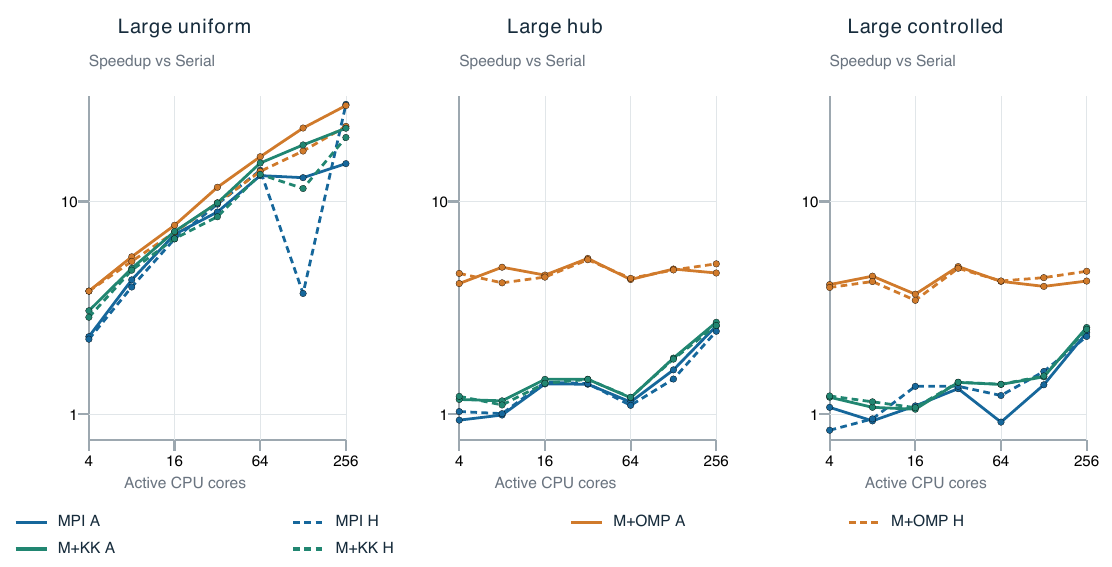 Large uniform
Large hub
Large controlled
Speedup vs Serial
Speedup vs Serial
Speedup vs Serial
10
10
10
1
1
1
4 16 64 256
4 16 64 256
4 16 64 256
Active CPU cores
Active CPU cores
Active CPU cores
MPI A
MPI H
M+OMP A
M+OMP H
M+KK A
M+KK H